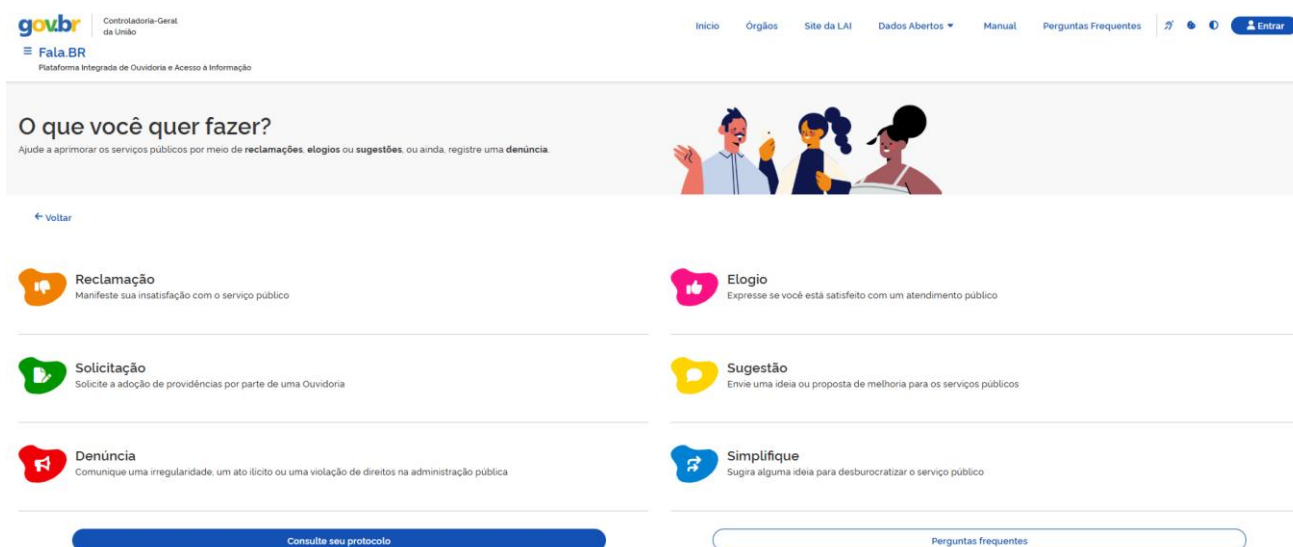 gov.br
Controladoria-Geral
da União
Início Órgãos Site da LAI Dados Abertos Manual Perguntas Frequentes Entrar
Fala.BR
Plataforma Integrada de Ouvidoria e Acesso à Informação
O que você quer fazer?
Ajude a aprimorar os serviços públicos por meio de reclamações, elogios ou sugestões, ou ainda, registre uma denúncia.
Voltar
Reclamação
Manifeste sua insatisfação com o serviço público
Elogio
Expresse se você está satisfeito com um atendimento público
Solicitação
Solicite a adoção de providências por parte de uma Ouvidoria
Sugestão
Envie uma ideia ou proposta de melhoria para os serviços públicos
Denúncia
Comunique uma irregularidade, um ato ilícito ou uma violação de direitos na administração pública
Simplifique
Sugira alguma ideia para desburocratizar o serviço público
Consulte seu protocolo
Perguntas frequentes